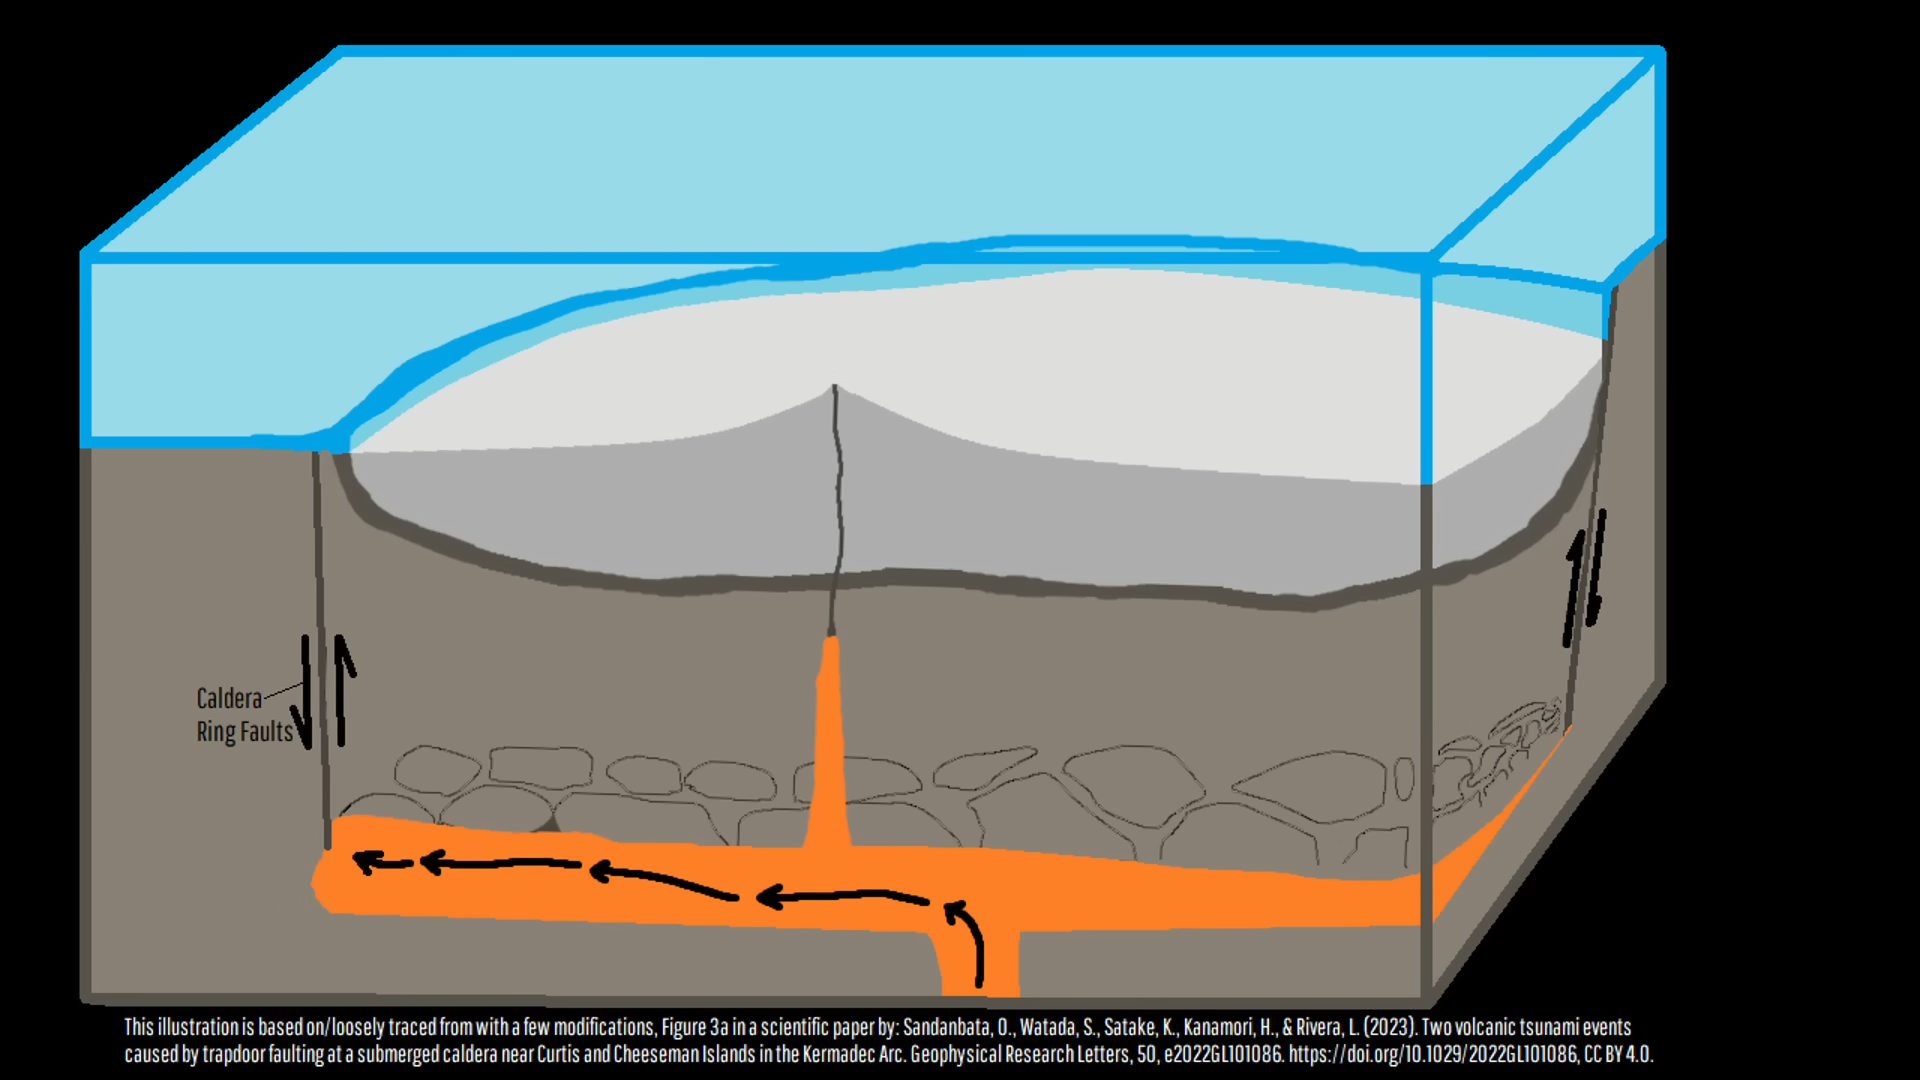 Caldera
Ring Faults
This illustration is based on/loosely traced from with a few modifications, Figure 3a in a scientific paper by: Sandanbata, O., Watada, S., Satake, K., Kanamori, H., & Rivera, L. (2023). Two volcanic tsunami events
caused by trapdoor faulting at a submerged caldera near Curtis and Cheeseman Islands in the Kermadec Arc. Geophysical Research Letters, 50, e2022GL101086. https://doi.org/10.1029/2022GL101086, CC BY 4.0.